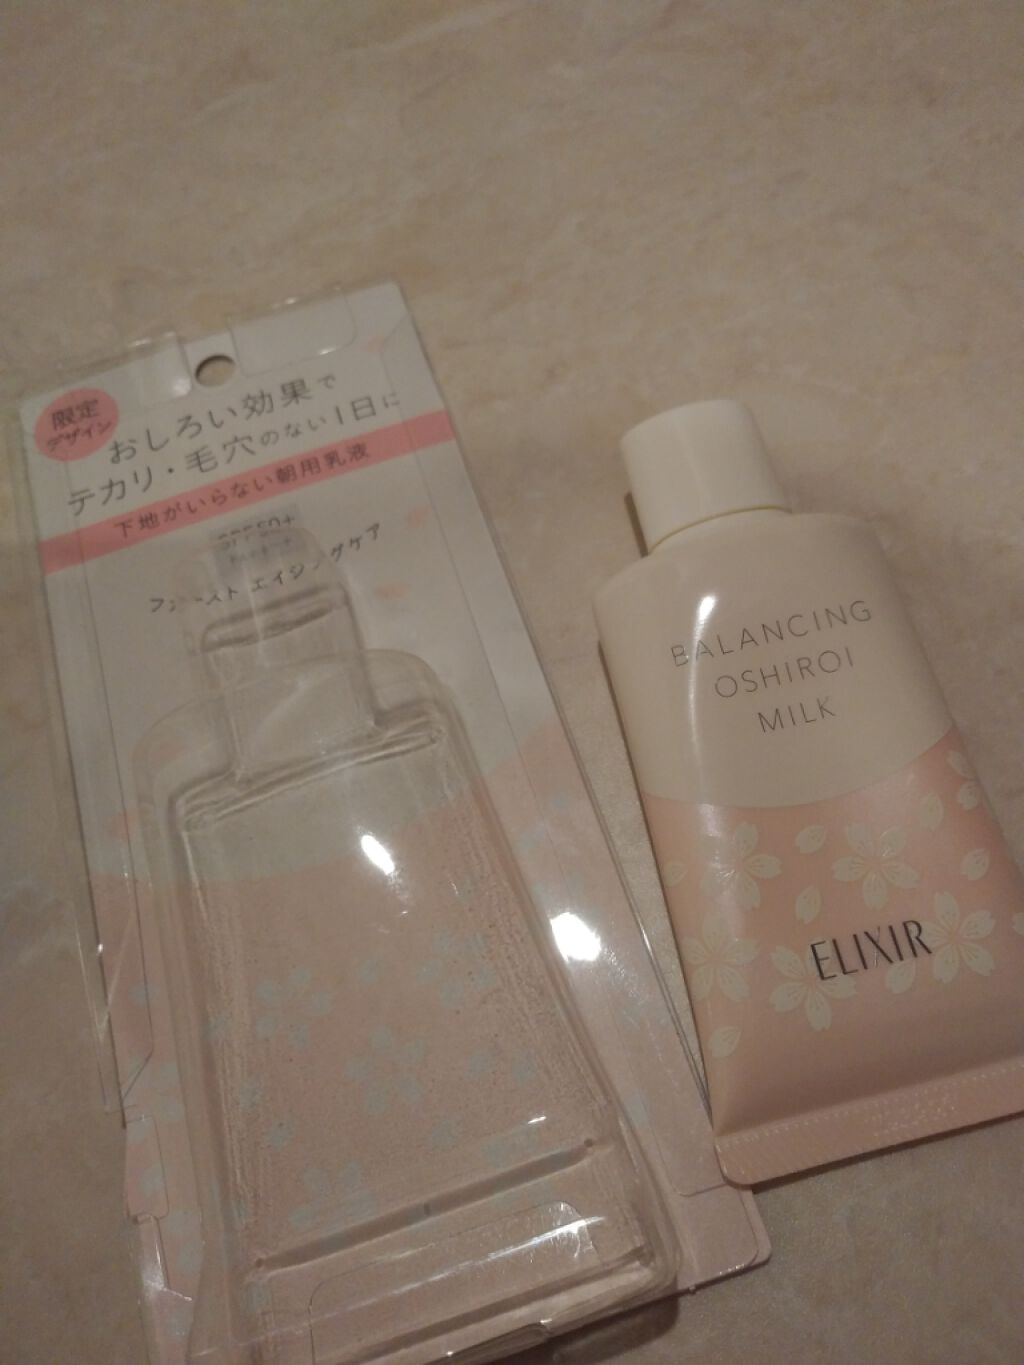 限定
デザイン
おしろい効果で
テカリ・毛穴のない1日に
下地がいらない朝用乳液
SPF50+
ファースト エイジングケア
BALANCING
OSHIROI
MILK
ELIXIR